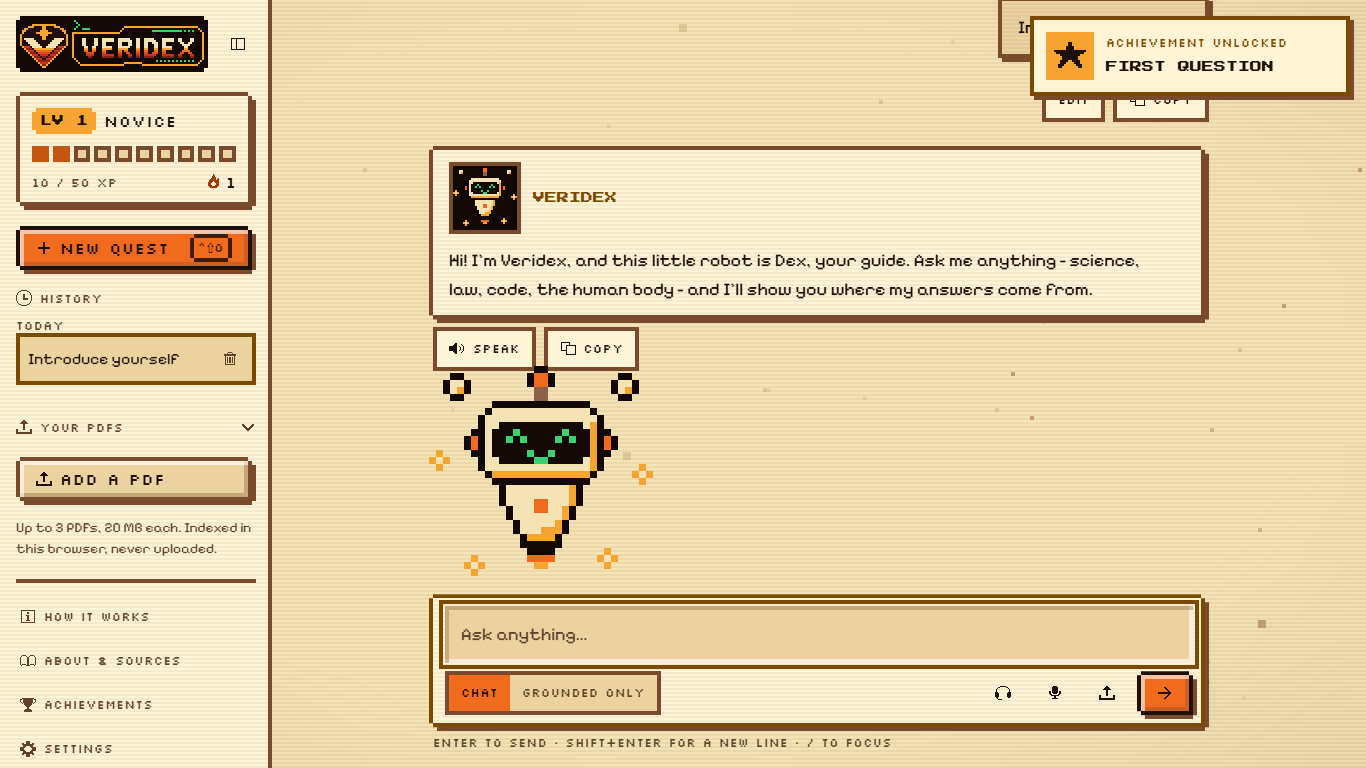 VERIDEX
LV 1 NOVICE
10 / 50 XP 1
NEW QUEST ^⇧O
HISTORY
TODAY
Introduce yourself
YOUR PDFS
ADD A PDF
Up to 3 PDFs, 20 MB each. Indexed in
this browser, never uploaded.
HOW IT WORKS
ABOUT & SOURCES
ACHIEVEMENTS
SETTINGS
ACHIEVEMENT UNLOCKED
FIRST QUESTION
EDIT COPY
VERIDEX
Hi! I'm Veridex, and this little robot is Dex, your guide. Ask me anything - science,
law, code, the human body - and I'll show you where my answers come from.
SPEAK COPY
Ask anything...
CHAT GROUNDED ONLY
ENTER TO SEND · SHIFT+ENTER FOR A NEW LINE · / TO FOCUS